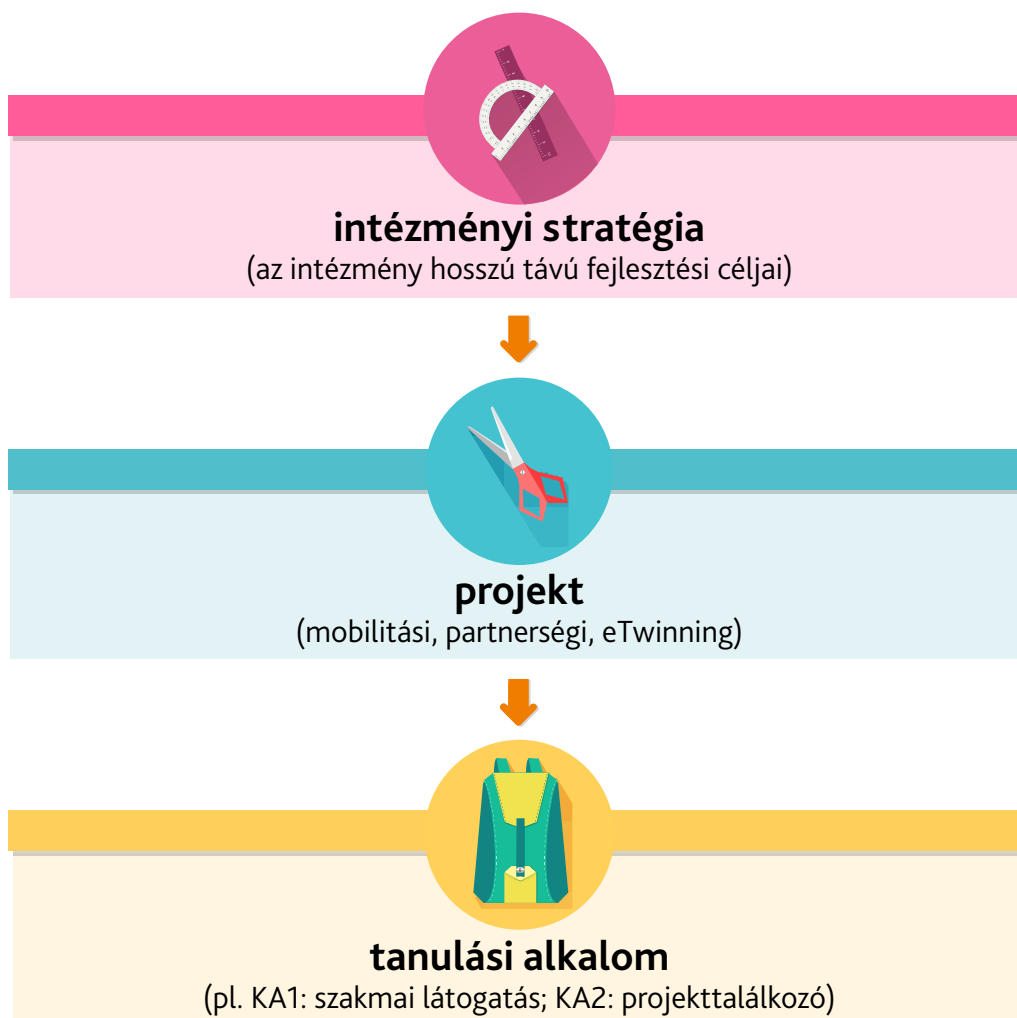 intézményi stratégia
(az intézmény hosszú távú fejlesztési céljai)
projekt
(mobilitási, partnerségi, eTwinning)
tanulási alkalom
(pl. KA1: szakmai látogatás; KA2: projekttalálkozó)